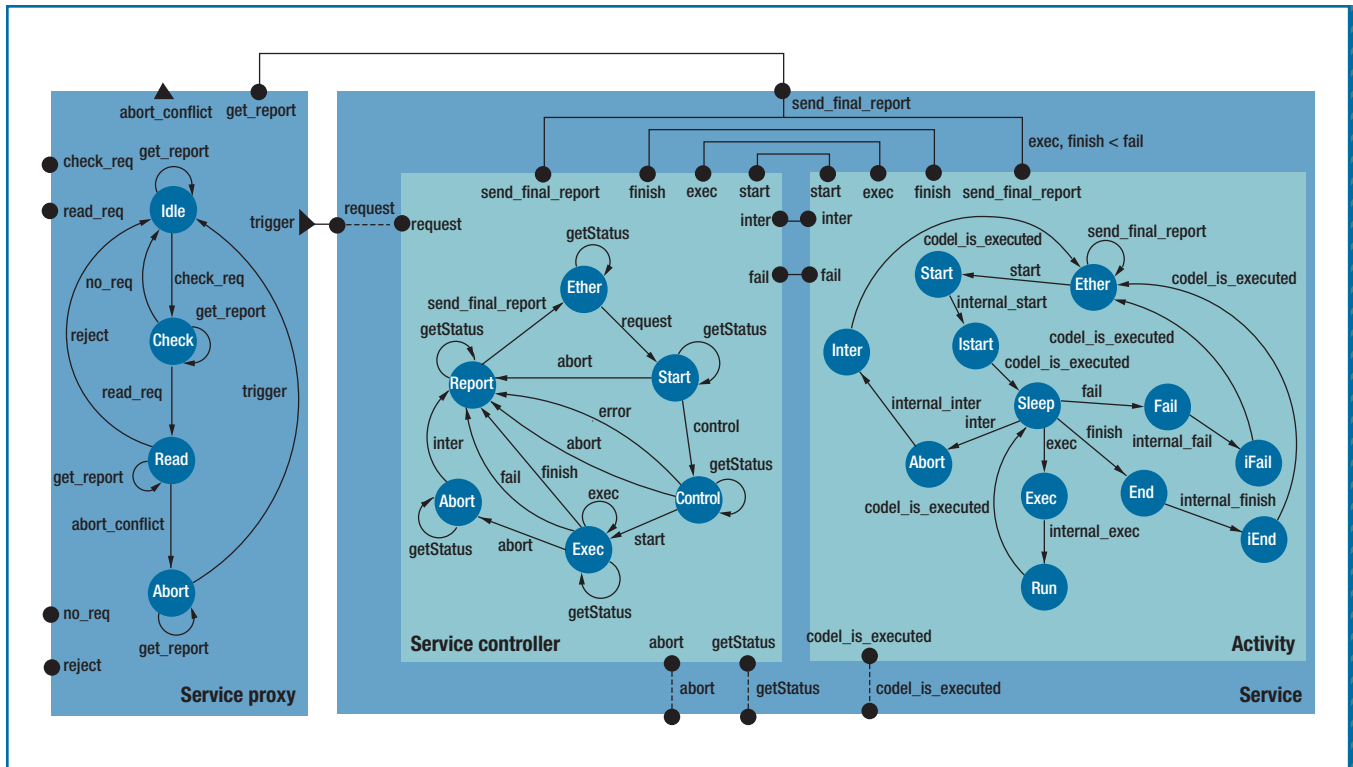 abort_conflict
get_report
check_req
read_req
get_report
Idle
no_req
check_req
get_report
reject
Check
trigger
read_req
Read
get_report
abort_conflict
Abort
get_report
no_req
reject
Service proxy
trigger
request
request
send_final_report
exec, finish < fail
send_final_report
finish
exec
start
start
exec
finish
send_final_report
inter
inter
fail
fail
getStatus
Ether
send_final_report
request
getStatus
getStatus
Report
abort
Start
error
control
abort
inter
fail
finish
exec
getStatus
Control
Abort
getStatus
abort
Exec
start
getStatus
Service controller
abort
getStatus
abort
getStatus
codel_is_executed
send_final_report
Start
start
Ether
codel_is_executed
internal_start
Inter
Istart
codel_is_executed
codel_is_executed
internal_inter
Sleep
fail
Fail
inter
finish
internal_fail
exec
iFail
Abort
codel_is_executed
Exec
End
internal_finish
internal_exec
iEnd
Run
codel_is_executed
Activity
codel_is_executed
Service